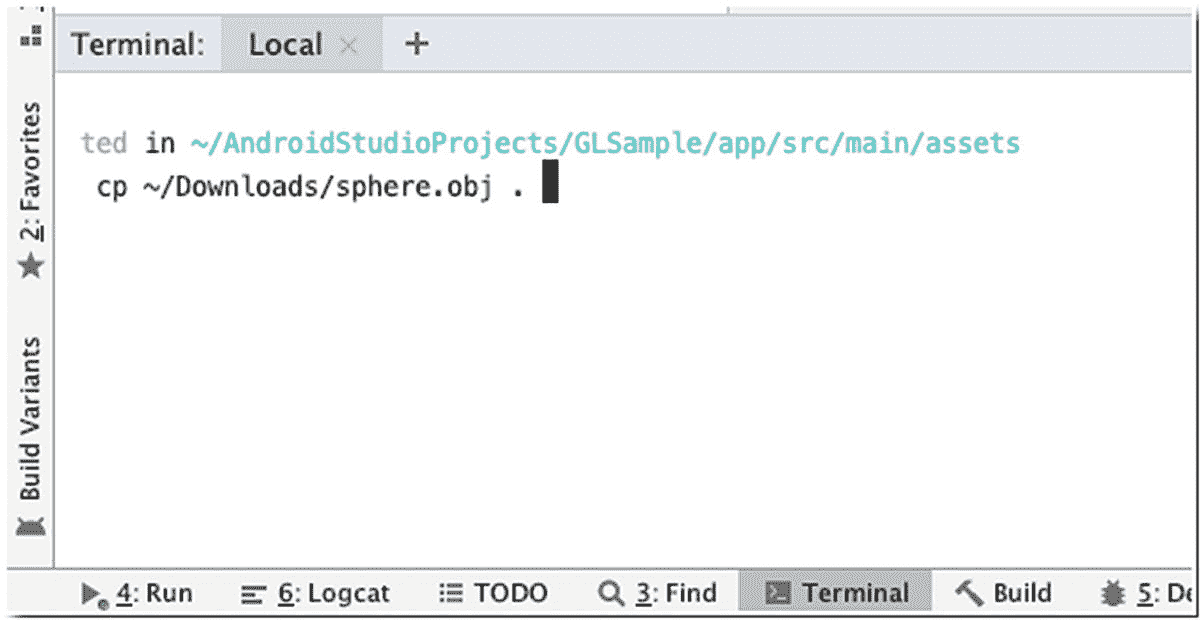 Terminal: Local × +
ted in ~/AndroidStudioProjects/GLSample/app/src/main/assets
cp ~/Downloads/sphere.obj .
2: Favorites
Build Variants
4: Run 6: Logcat TODO 3: Find Terminal Build 5: De